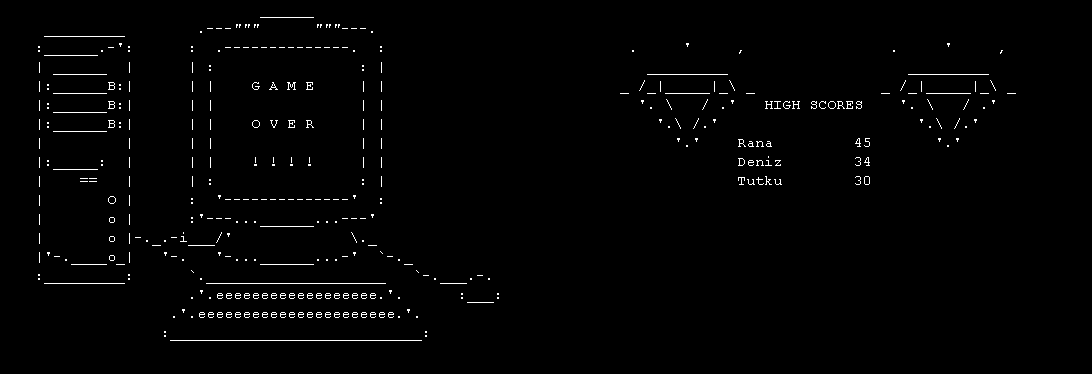 G A M E
O V E R
! ! ! !
HIGH SCORES
Rana 45
Deniz 34
Tutku 30